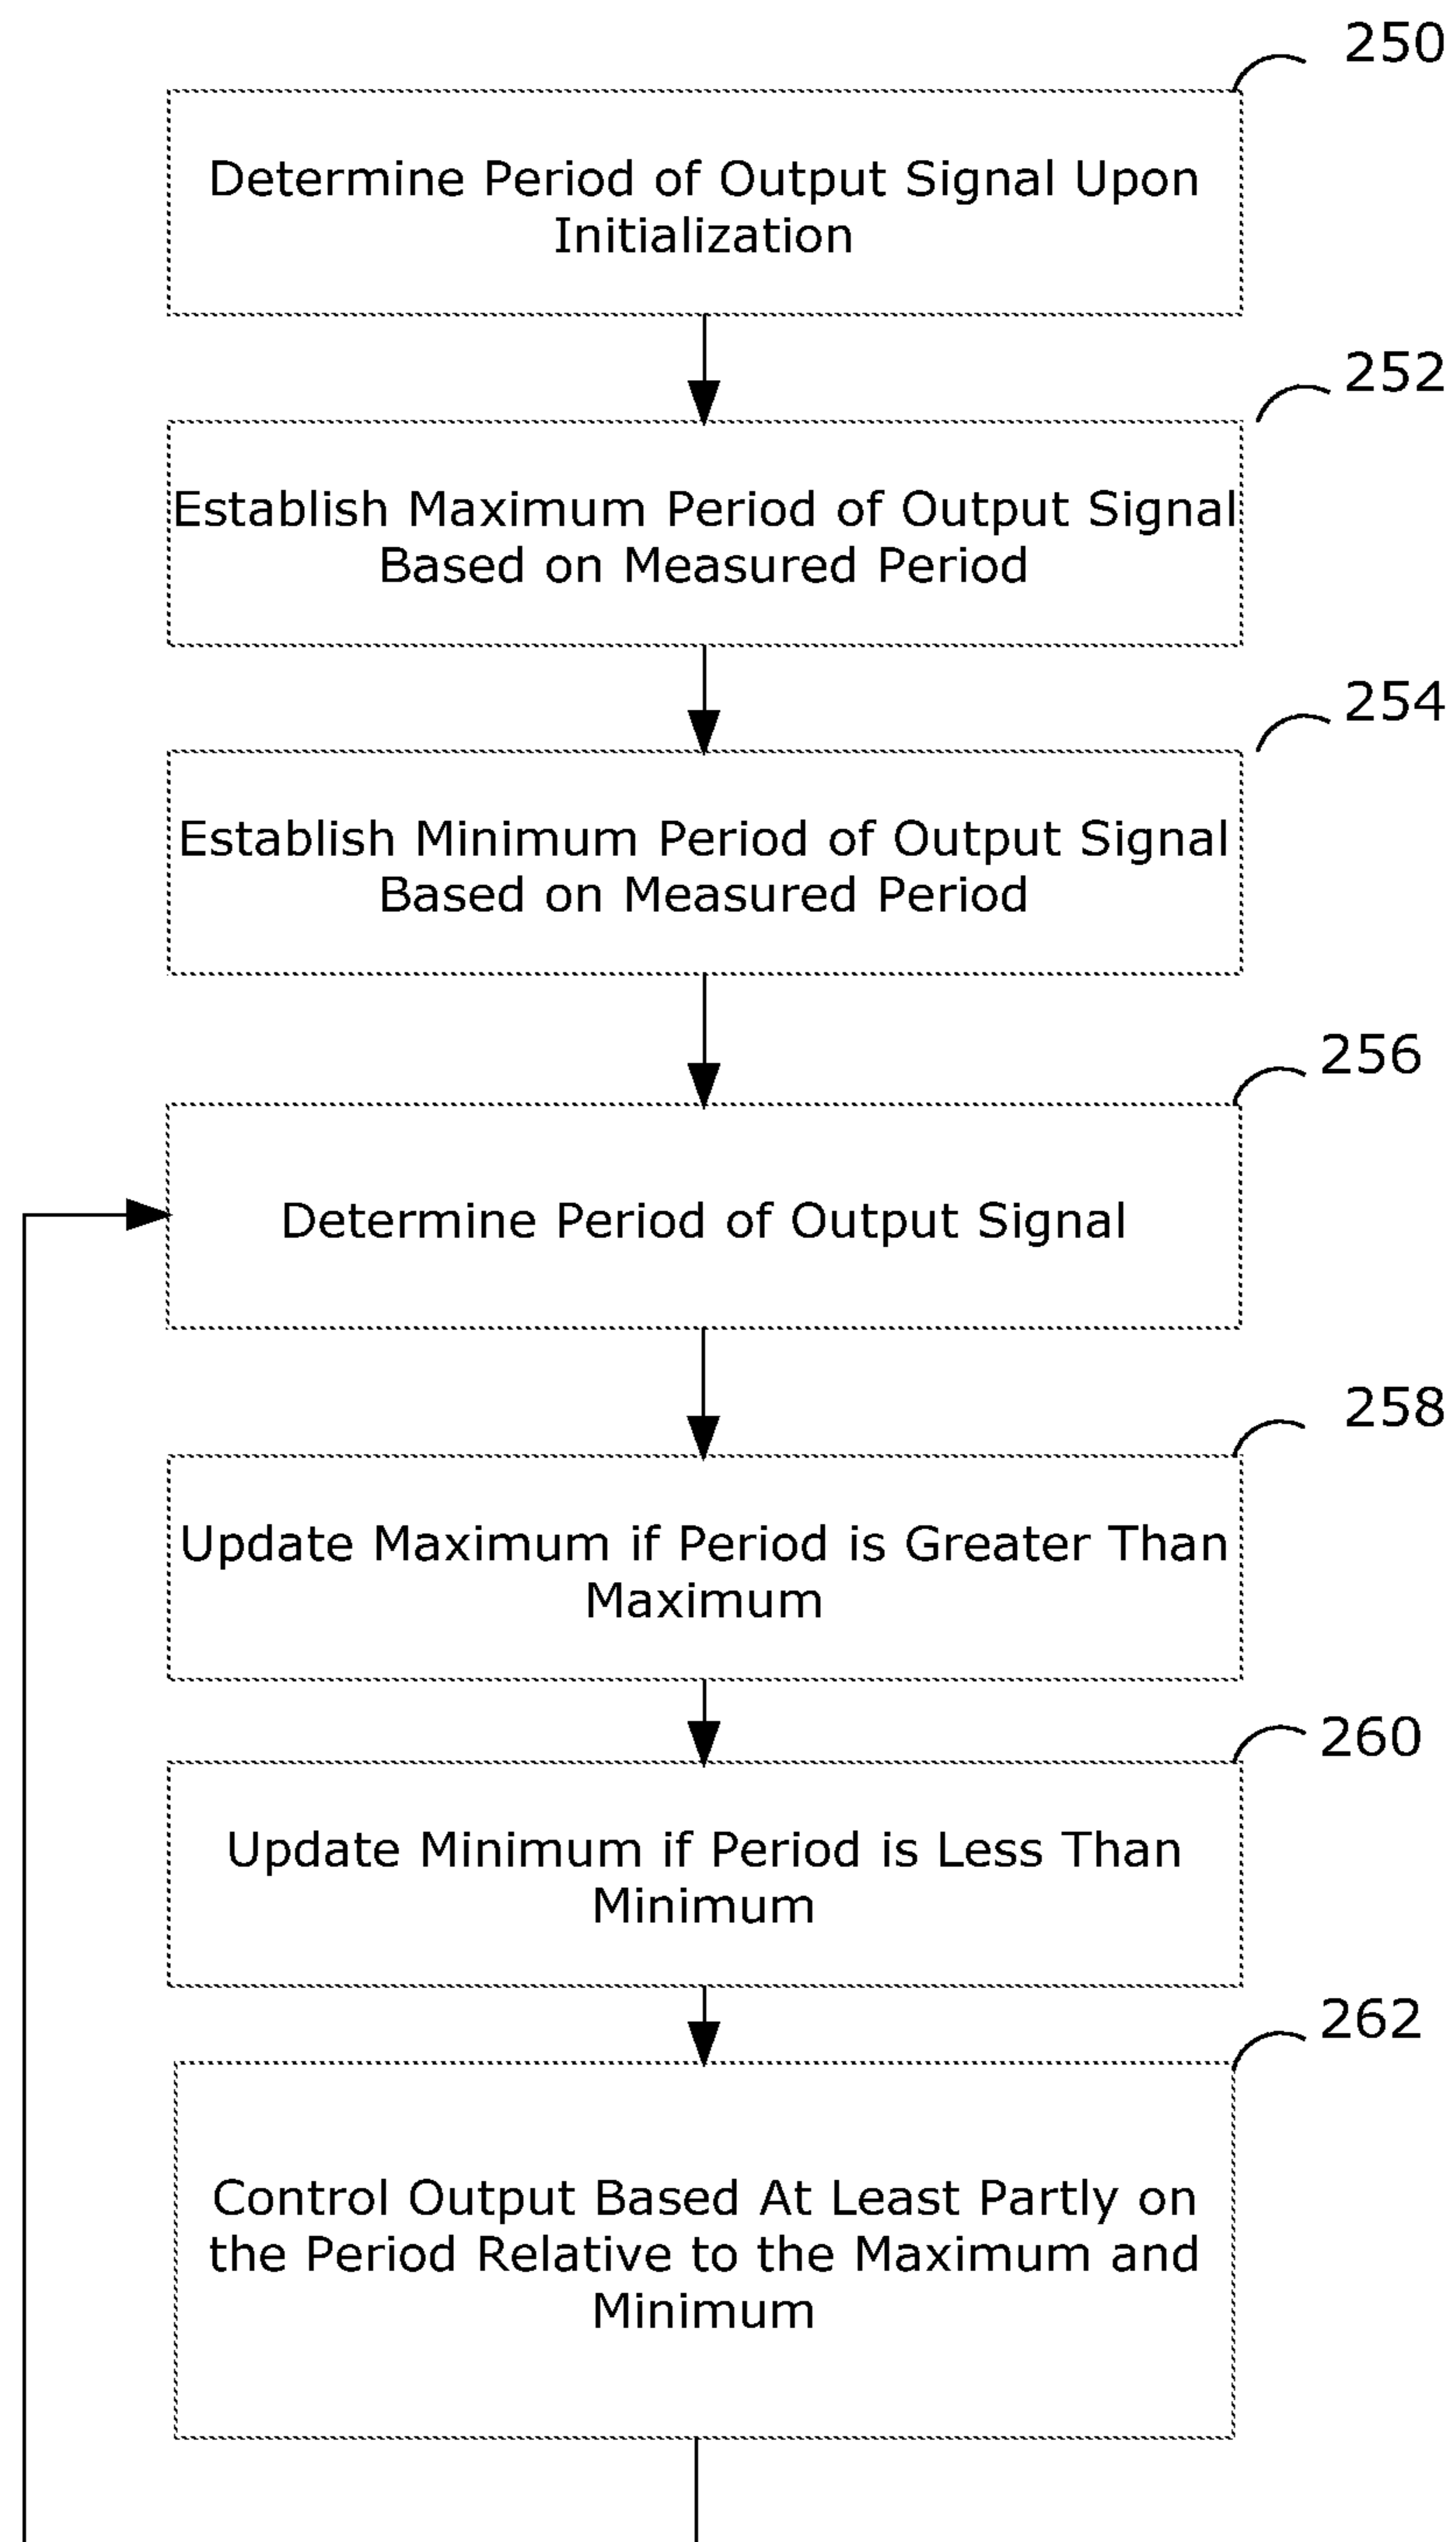 250
Determine Period of Output Signal Upon
Initialization
252
Establish Maximum Period of Output Signal
Based on Measured Period
254
Establish Minimum Period of Output Signal
Based on Measured Period
256
Determine Period of Output Signal
258
Update Maximum if Period is Greater Than
Maximum
260
Update Minimum if Period is Less Than
Minimum
262
Control Output Based At Least Partly on
the Period Relative to the Maximum and
Minimum